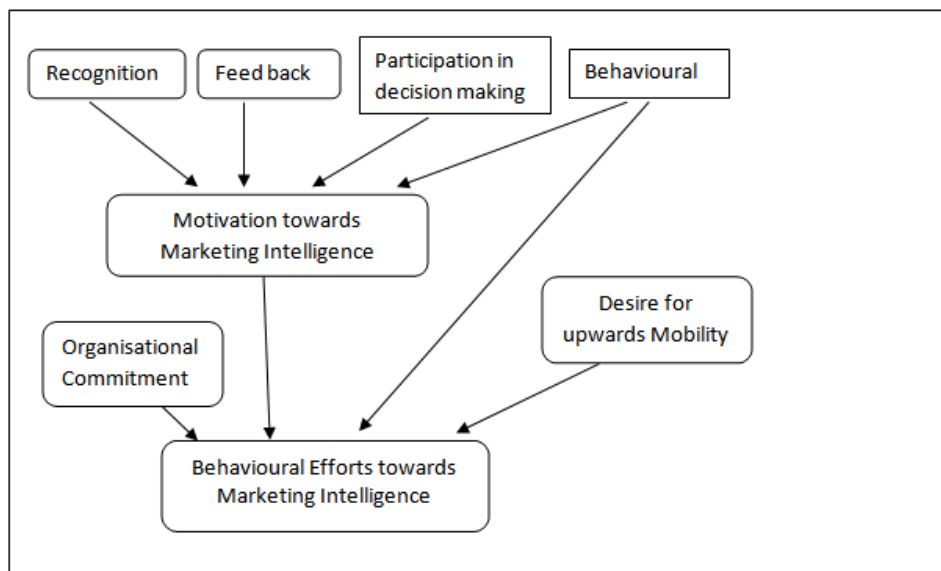 Recognition
Feed back
Participation in
decision making
Behavioural
Motivation towards
Marketing Intelligence
Desire for
upwards Mobility
Organisational
Commitment
Behavioural Efforts towards
Marketing Intelligence